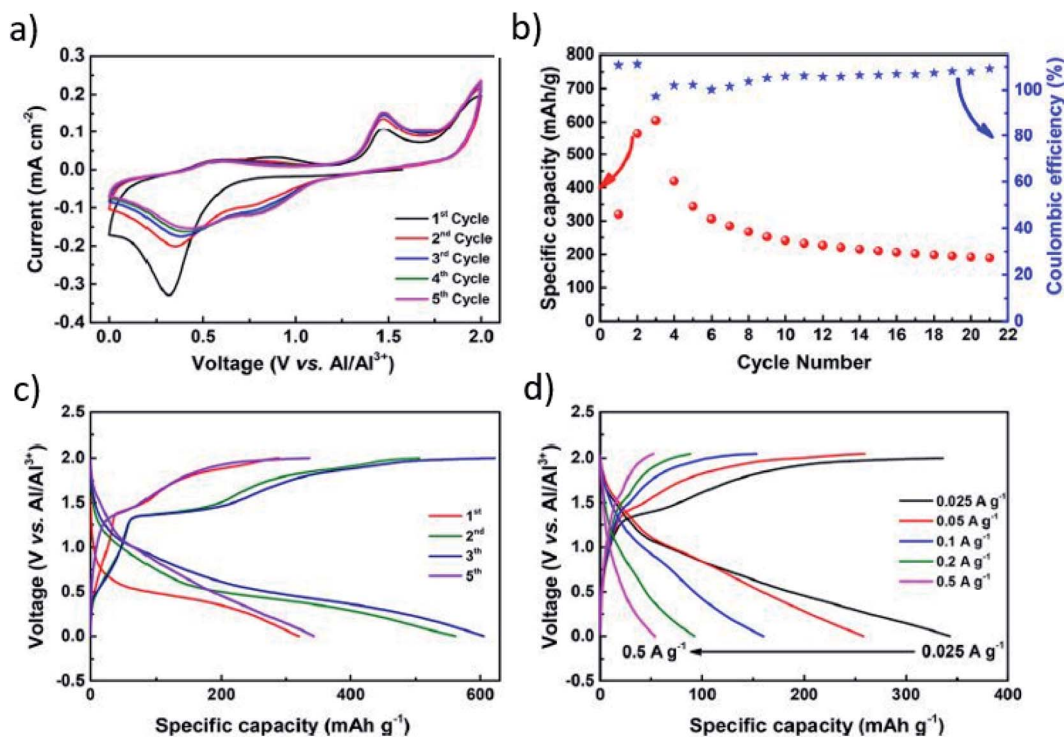 a)
0.3
0.2
0.1
0.0
-0.1
-0.2
-0.3
-0.4
Current (mA cm⁻²)
1st Cycle
2nd Cycle
3rd Cycle
4th Cycle
5th Cycle
0.0 0.5 1.0 1.5 2.0
Voltage (V vs. Al/Al³⁺)
b)
800
700
600
500
400
300
200
100
0
Specific capacity (mAh/g)
100
80
60
40
20
0
Coulombic efficiency (%)
0 2 4 6 8 10 12 14 16 18 20 22
Cycle Number
c)
2.5
2.0
1.5
1.0
0.5
0.0
-0.5
Voltage (V vs. Al/Al³⁺)
1st
2nd
3th
5th
0 200 400 600
Specific capacity (mAh g⁻¹)
d)
2.5
2.0
1.5
1.0
0.5
0.0
-0.5
Voltage (V vs. Al/Al³⁺)
0.025 A g⁻¹
0.05 A g⁻¹
0.1 A g⁻¹
0.2 A g⁻¹
0.5 A g⁻¹
0.5 A g⁻¹ 0.025 A g⁻¹
0 100 200 300 400
Specific capacity (mAh g⁻¹)